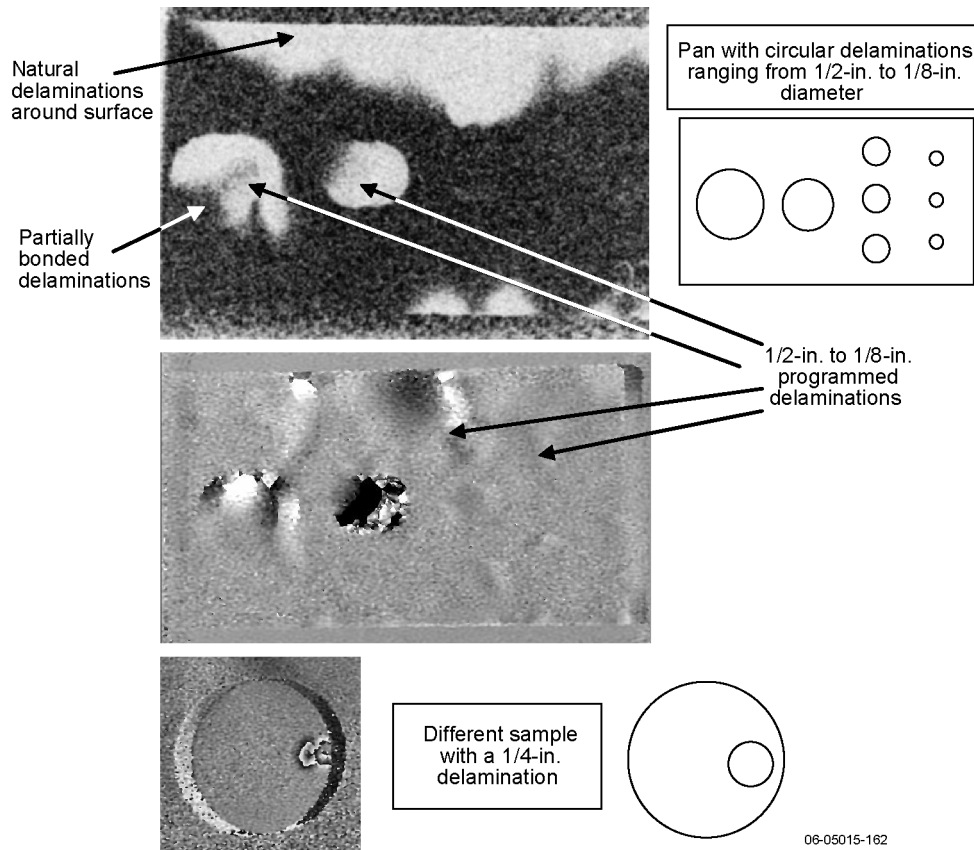 Natural
delaminations
around surface
Pan with circular delaminations
ranging from 1/2-in. to 1/8-in.
diameter
Partially
bonded
delaminations
1/2-in. to 1/8-in.
programmed
delaminations
Different sample
with a 1/4-in.
delamination
06-05015-162